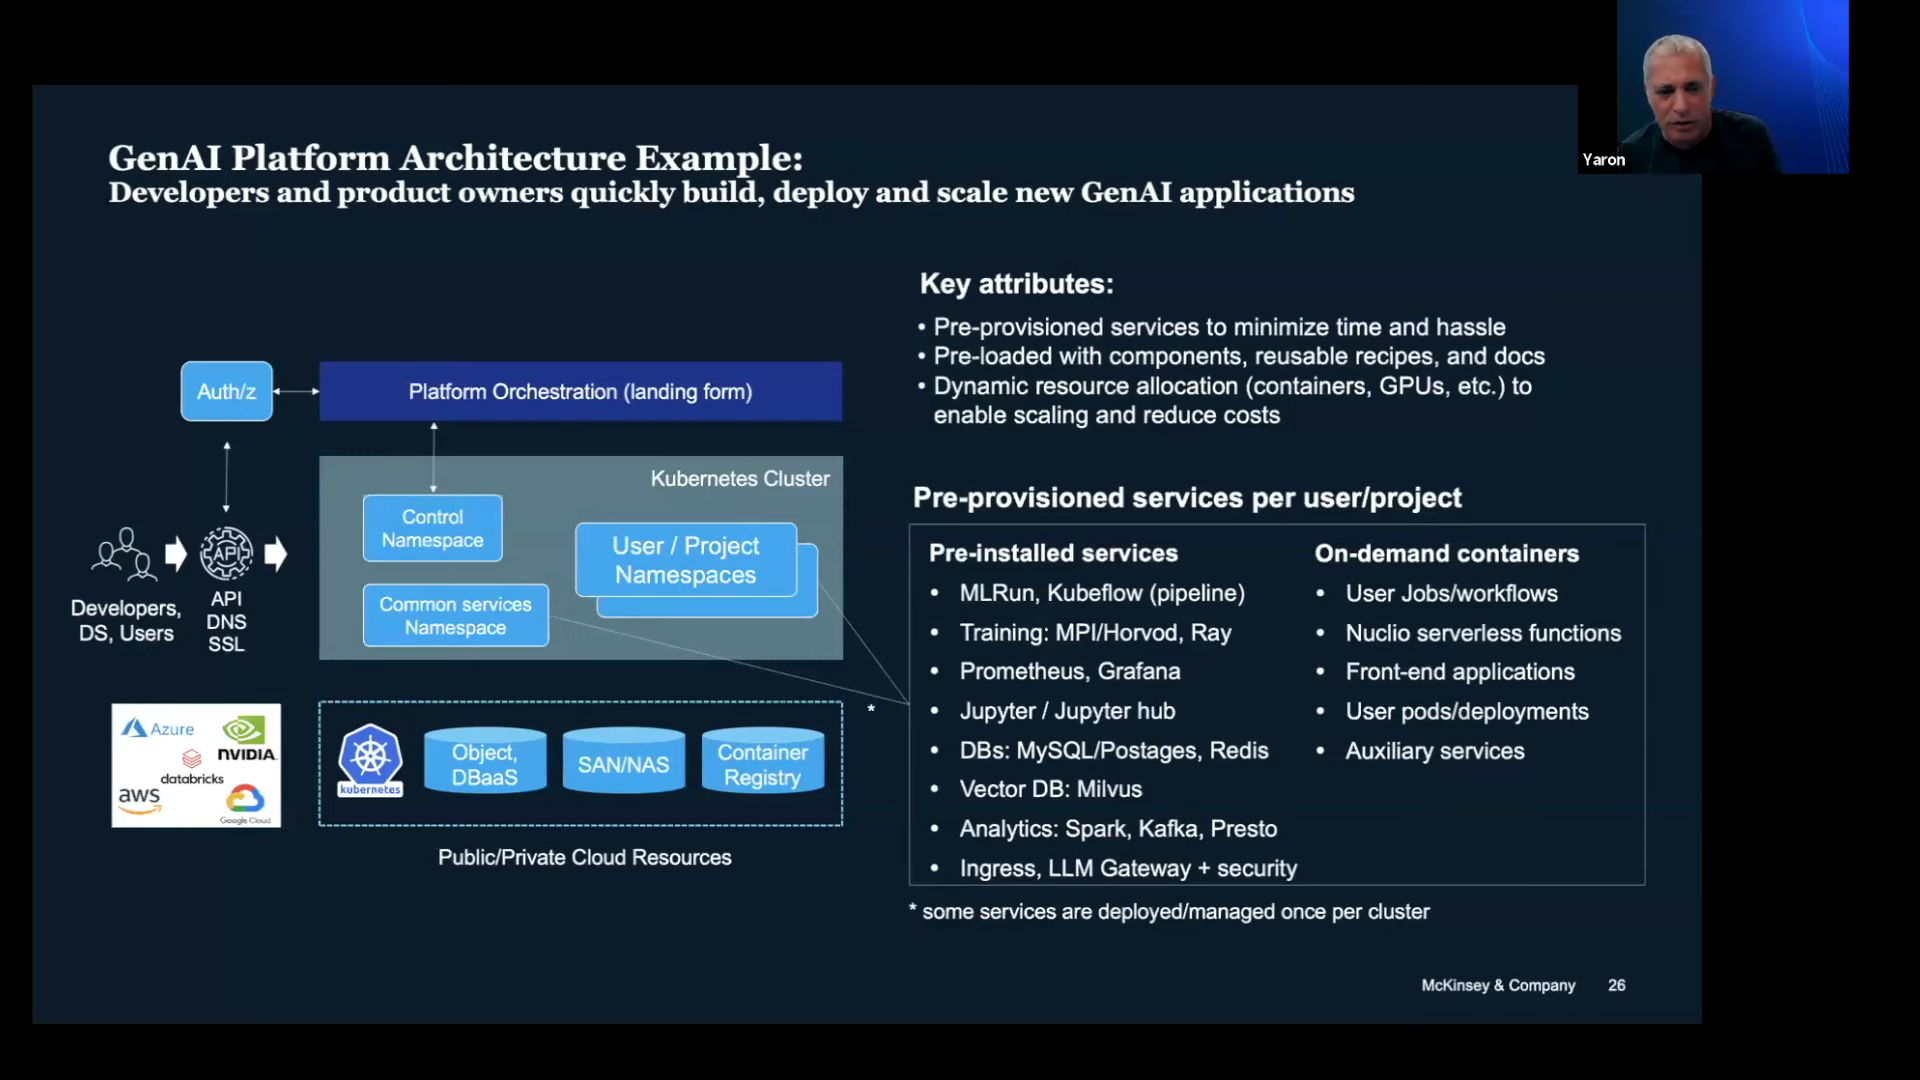 Yaron
GenAI Platform Architecture Example:
Developers and product owners quickly build, deploy and scale new GenAI applications
Auth/z
Platform Orchestration (landing form)
Kubernetes Cluster
Control
Namespace
User / Project
Namespaces
Common services
Namespace
API
Developers,
DS, Users
API
DNS
SSL
Azure
NVIDIA
databricks
aws
Google Cloud
kubernetes
Object,
DBaaS
SAN/NAS
Container
Registry
*
Public/Private Cloud Resources
Key attributes:
• Pre-provisioned services to minimize time and hassle
• Pre-loaded with components, reusable recipes, and docs
• Dynamic resource allocation (containers, GPUs, etc.) to
enable scaling and reduce costs
Pre-provisioned services per user/project
Pre-installed services
• MLRun, Kubeflow (pipeline)
• Training: MPI/Horvod, Ray
• Prometheus, Grafana
• Jupyter / Jupyter hub
• DBs: MySQL/Postages, Redis
• Vector DB: Milvus
• Analytics: Spark, Kafka, Presto
• Ingress, LLM Gateway + security
On-demand containers
• User Jobs/workflows
• Nuclio serverless functions
• Front-end applications
• User pods/deployments
• Auxiliary services
* some services are deployed/managed once per cluster
McKinsey & Company 26